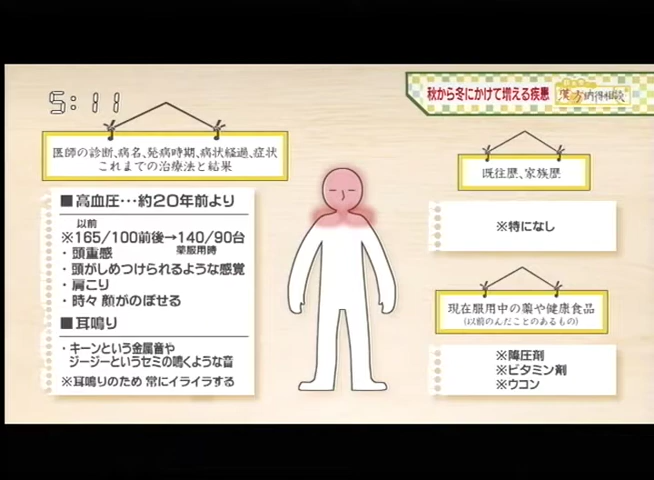 5:11
秋から冬にかけて増える疾患
漢方納得相談
医師の診断、病名、発病時期、病状経過、症状
これまでの治療法と結果
■高血圧…約20年前より
以前
※165/100前後→140/90台
薬服用時
・頭重感
・頭がしめつけられるような感覚
・肩こり
・時々 顔がのぼせる
■耳鳴り
・キーンという金属音や
ジージーというセミの鳴くような音
※耳鳴りのため 常にイライラする
既往歴、家族歴
※特になし
現在服用中の薬や健康食品
(以前のんだことのあるもの)
※降圧剤
※ビタミン剤
※ウコン